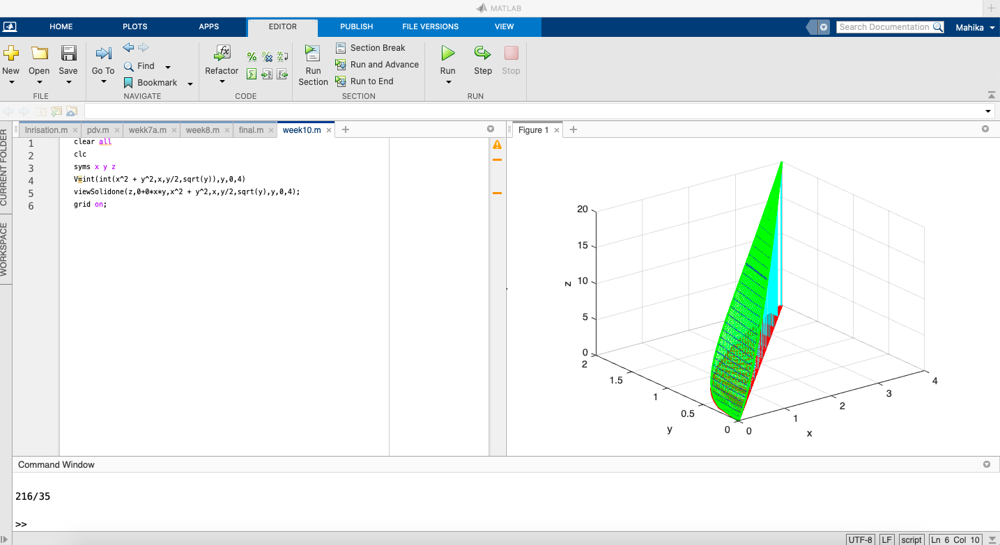 MATLAB
HOME PLOTS APPS EDITOR PUBLISH FILE VERSIONS VIEW Search Documentation Mahika
New Open Save Go To Find Bookmark Refactor Run Section Section Break Run and Advance Run to End Run Step Stop
FILE NAVIGATE CODE SECTION RUN
CURRENT FOLDER
WORKSPACE
Inrisation.m × pdv.m × wekk7a.m × week8.m × final.m × week10.m × +
1 clear all
2 clc
3 syms x y z
4 V=int(int(x^2 + y^2,x,y/2,sqrt(y)),y,0,4)
5 viewSolidone(z,0+0*x*y,x^2 + y^2,x,y/2,sqrt(y),y,0,4);
6 grid on;
Figure 1 × +
20
15
10
5
0
z
2
1.5
1
0.5
0
y
0
1
2
3
4
x
Command Window
216/35
>>
UTF-8 LF script Ln 6 Col 10